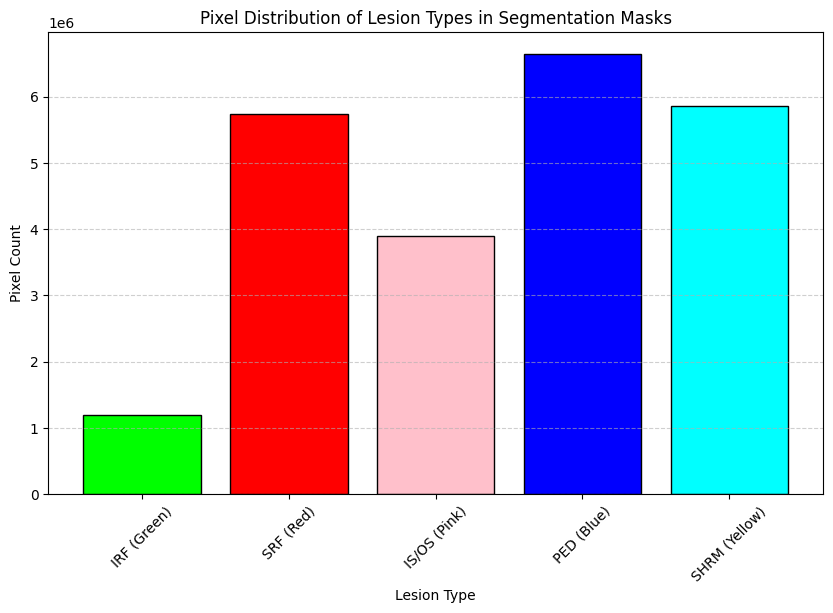 Pixel Distribution of Lesion Types in Segmentation Masks
1e6
6
5
4
3
2
1
0
Pixel Count
IRF (Green)
SRF (Red)
IS/OS (Pink)
PED (Blue)
SHRM (Yellow)
Lesion Type